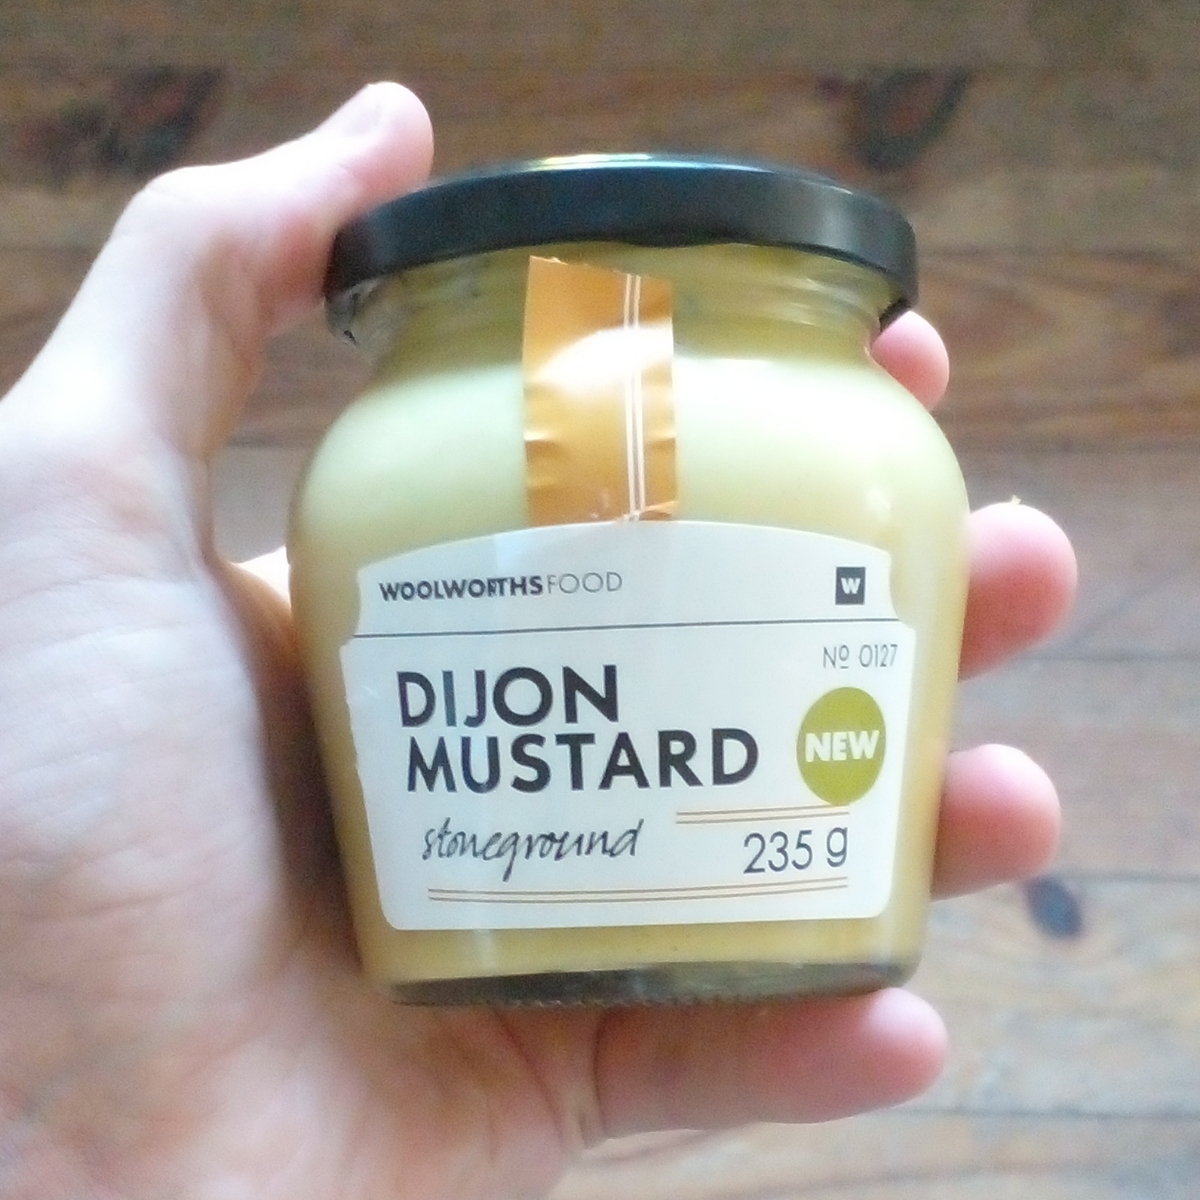 WOOLWORTHSFOOD
W
Nº 0127
DIJON
MUSTARD
NEW
stoneground
235 g